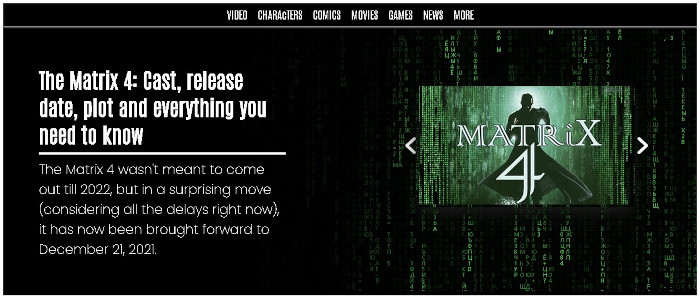 VIDEO CHARAcTERS COMICS MOVIES GAMES NEWS MORE
The Matrix 4: Cast, release
date, plot and everything you
need to know
The Matrix 4 wasn't meant to come
out till 2022, but in a surprising move
(considering all the delays right now),
it has now been brought forward to
December 21, 2021.
MATRiX
4